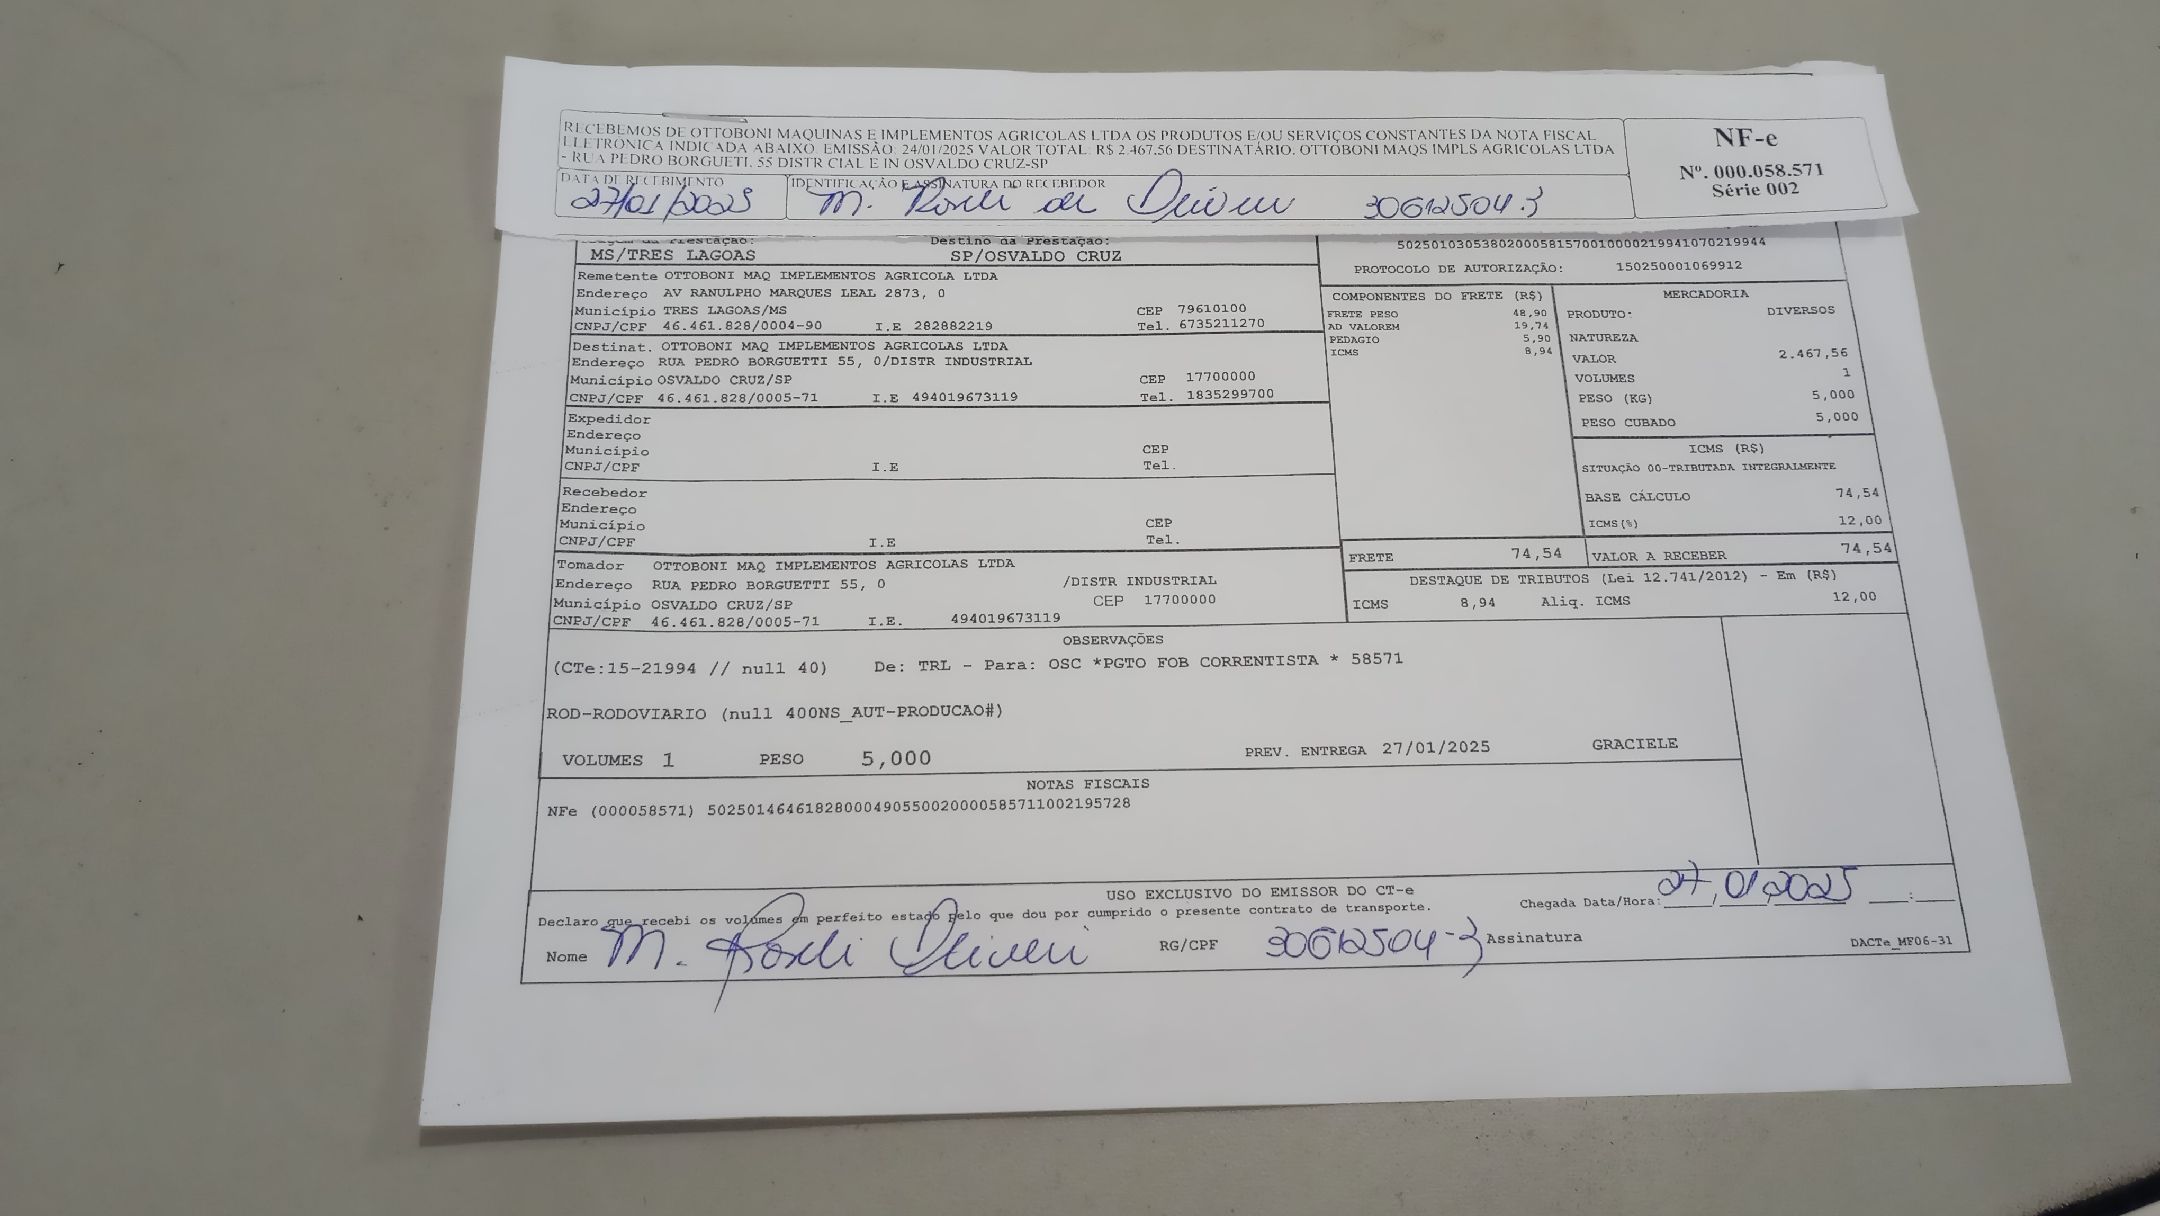 RECEBEMOS DE OTTOBONI MAQUINAS E IMPLEMENTOS AGRICOLAS LTDA OS PRODUTOS E/OU SERVIÇOS CONSTANTES DA NOTA FISCAL
ELETRÔNICA INDICADA ABAIXO. EMISSÃO: 24/01/2025 VALOR TOTAL: R$ 2.467,56 DESTINATÁRIO: OTTOBONI MAQS IMPLS AGRICOLAS LTDA
- RUA PEDRO BORGUETI, 55 DISTR CIAL E IN OSVALDO CRUZ-SP
NF-e
Nº. 000.058.571
Série 002
DATA DE RECEBIMENTO
27/01/2025
IDENTIFICAÇÃO E ASSINATURA DO RECEBEDOR
M. Roseli de Oliveira 30612504-3
Destino da Prestação:
MS/TRES LAGOAS SP/OSVALDO CRUZ
50250103053802000581570010000219941070219944
PROTOCOLO DE AUTORIZAÇÃO: 150250001069912
Remetente OTTOBONI MAQ IMPLEMENTOS AGRICOLA LTDA
Endereço AV RANULPHO MARQUES LEAL 2873, 0
Município TRES LAGOAS/MS CEP 79610100
CNPJ/CPF 46.461.828/0004-90 I.E 282882219 Tel. 6735211270
Destinat. OTTOBONI MAQ IMPLEMENTOS AGRICOLAS LTDA
Endereço RUA PEDRO BORGUETTI 55, 0/DISTR INDUSTRIAL
Município OSVALDO CRUZ/SP CEP 17700000
CNPJ/CPF 46.461.828/0005-71 I.E 494019673119 Tel. 1835299700
Expedidor
Endereço
Município CEP
CNPJ/CPF I.E Tel.
Recebedor
Endereço
Município CEP
CNPJ/CPF I.E Tel.
Tomador OTTOBONI MAQ IMPLEMENTOS AGRICOLAS LTDA
Endereço RUA PEDRO BORGUETTI 55, 0 /DISTR INDUSTRIAL
Município OSVALDO CRUZ/SP CEP 17700000
CNPJ/CPF 46.461.828/0005-71 I.E. 494019673119
COMPONENTES DO FRETE (R$)
FRETE PESO 48,90
AD VALOREM 19,74
PEDAGIO 5,90
ICMS 8,94
MERCADORIA
PRODUTO: DIVERSOS
NATUREZA
VALOR 2.467,56
VOLUMES 1
PESO (KG) 5,000
PESO CUBADO 5,000
ICMS (R$)
SITUAÇÃO 00-TRIBUTADA INTEGRALMENTE
BASE CÁLCULO 74,54
ICMS(%) 12,00
FRETE 74,54 VALOR A RECEBER 74,54
DESTAQUE DE TRIBUTOS (Lei 12.741/2012) - Em (R$)
ICMS 8,94 Aliq. ICMS 12,00
OBSERVAÇÕES
(CTe:15-21994 // null 40) De: TRL - Para: OSC *PGTO FOB CORRENTISTA * 58571
ROD-RODOVIARIO (null 400NS_AUT-PRODUCAO#)
VOLUMES 1 PESO 5,000 PREV. ENTREGA 27/01/2025 GRACIELE
NOTAS FISCAIS
NFe (000058571) 50250146461828000490550020000585711002195728
USO EXCLUSIVO DO EMISSOR DO CT-e
Declaro que recebi os volumes em perfeito estado pelo que dou por cumprido o presente contrato de transporte.
Chegada Data/Hora: 27/01/2025 :
Nome M. Roseli Oliveira RG/CPF 30612504-3 Assinatura
DACTe_MF06-31